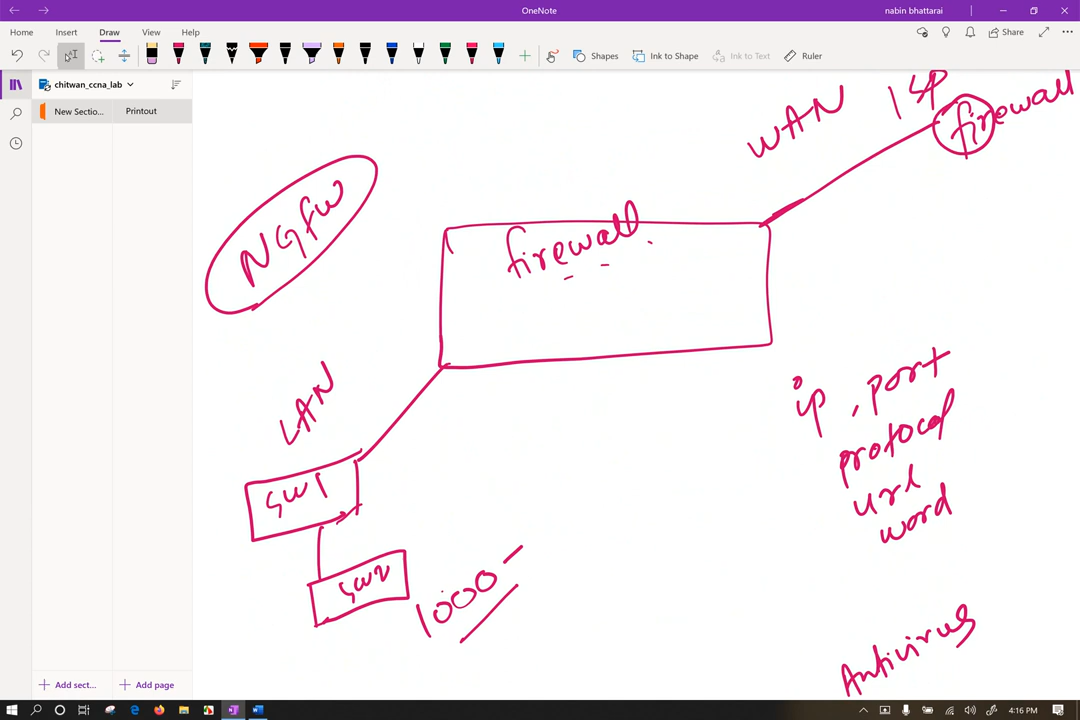 OneNote
nabin bhattarai
Home Insert Draw View Help
Share
Shapes Ink to Shape Ink to Text Ruler
chitwan_ccna_lab
New Sectio... Printout
WAN ISP firewall
NGfw
firewall
LAN
ip, port
protocol
url
word
SW1
SW2
1000
Antivirus
Add sect... Add page
4:16 PM